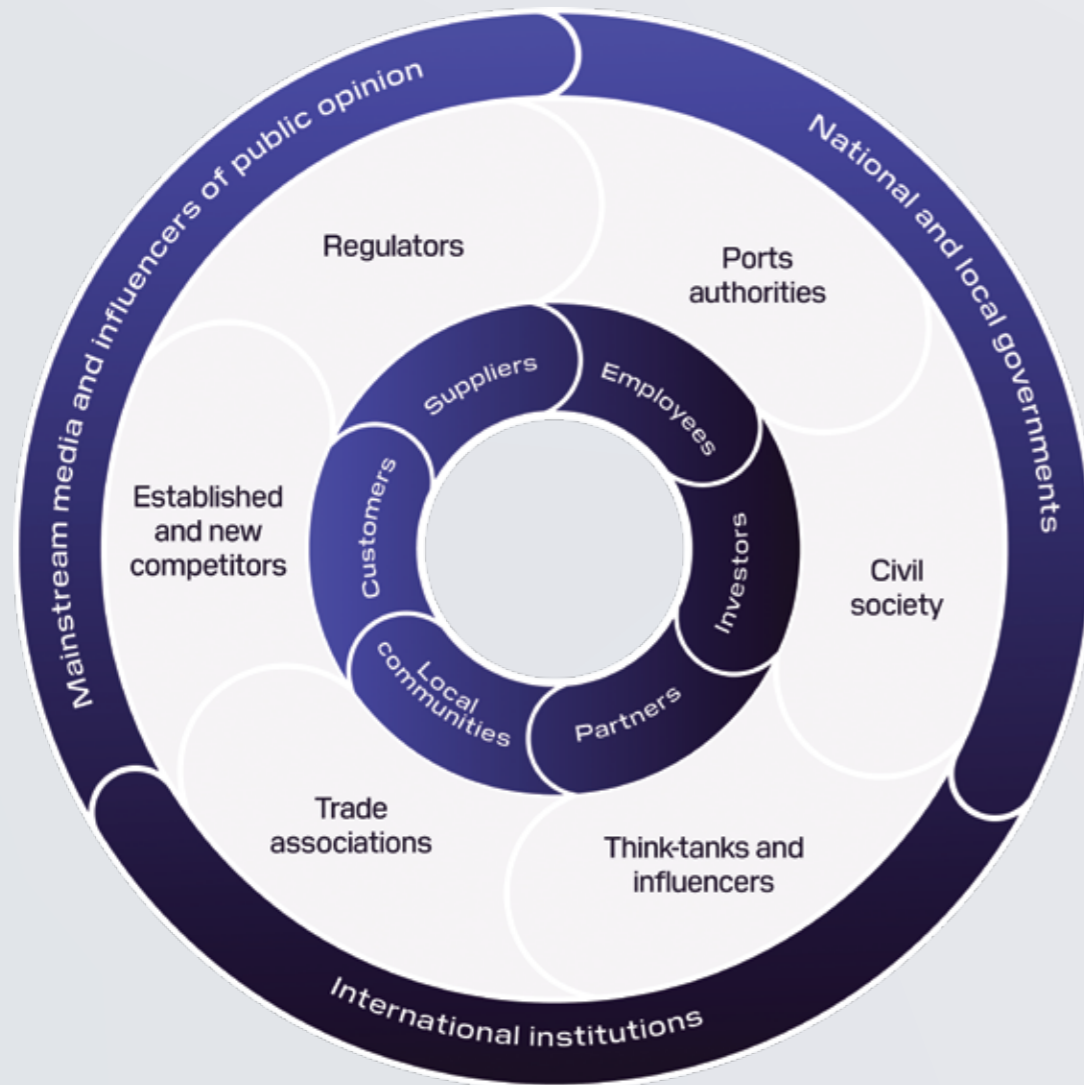 Mainstream media and influencers of public opinion
National and local governments
International institutions
Regulators
Ports
authorities
Civil
society
Think-tanks and
influencers
Trade
associations
Established
and new
competitors
Suppliers
Employees
Investors
Partners
Local
communities
Customers